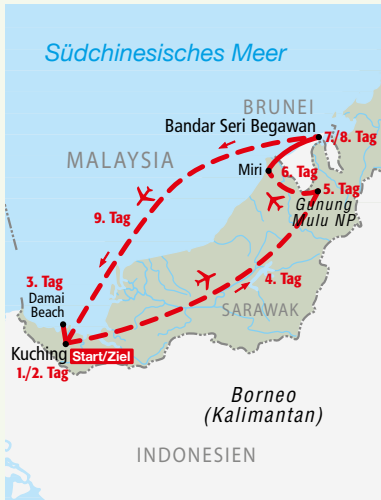 Südchinesisches Meer
BRUNEI
Bandar Seri Begawan
7./8. Tag
MALAYSIA
Miri
6. Tag
5. Tag
Gunung
Mulu NP
9. Tag
3. Tag
Damai
Beach
4. Tag
SARAWAK
Kuching
Start/Ziel
1./2. Tag
Borneo
(Kalimantan)
INDONESIEN